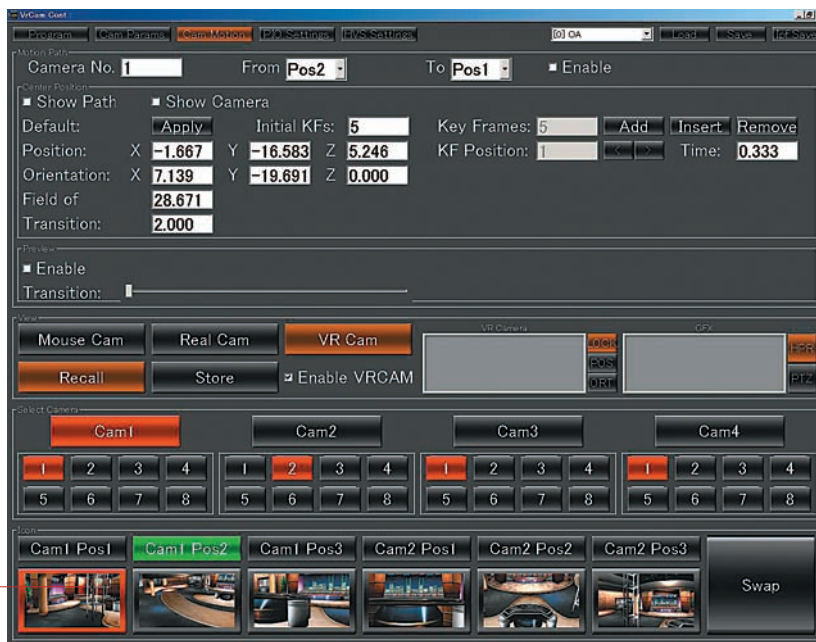 VrCam Cont
Program Cam Params Cam Motion P/O Settings HVS Settings [0] OA Load Save Ipf Save
Motion Path
Camera No. 1 From Pos2 To Pos1 Enable
Center Position
Show Path Show Camera
Default: Apply Initial KFs: 5 Key Frames: 5 Add Insert Remove
Position: X -1.667 Y -16.583 Z 5.246 KF Position: 1 < > Time: 0.333
Orientation: X 7.139 Y -19.691 Z 0.000
Field of 28.671
Transition: 2.000
Preview
Enable
Transition:
View
Mouse Cam Real Cam VR Cam VR Camera LOCK GFX HPR
Recall Store Enable VRCAM POS ORT PTZ
Select Camera
Cam1 Cam2 Cam3 Cam4
1 2 3 4 1 2 3 4 1 2 3 4 1 2 3 4
5 6 7 8 5 6 7 8 5 6 7 8 5 6 7 8
Icon
Cam1 Pos1 Cam1 Pos2 Cam1 Pos3 Cam2 Pos1 Cam2 Pos2 Cam2 Pos3
Swap